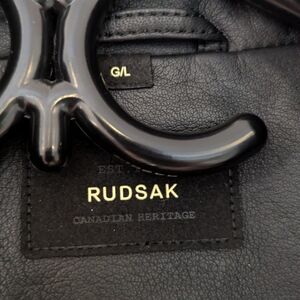 G/L
EST.
RUDSAK
CANADIAN HERITAGE